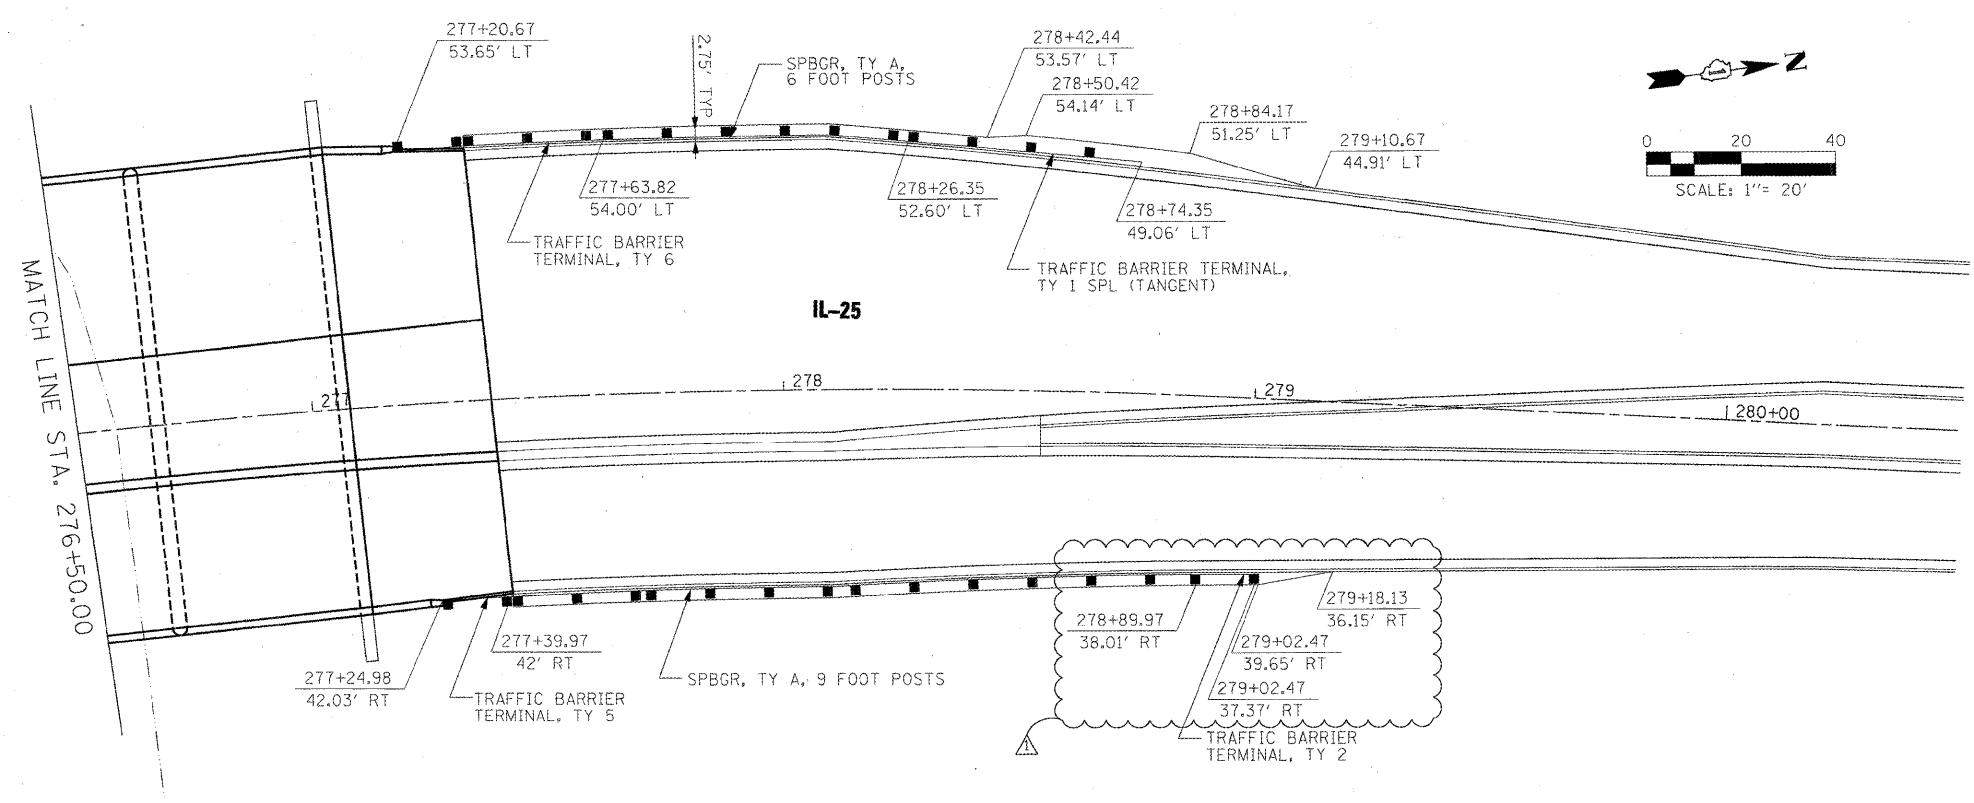 277+20.67
53.65' LT
2.75' TYP
SPBGR, TY A,
6 FOOT POSTS
278+42.44
53.57' LT
278+50.42
54.14' LT
278+84.17
51.25' LT
279+10.67
44.91' LT
N
0 20 40
SCALE: 1"= 20'
277+63.82
54.00' LT
278+26.35
52.60' LT
278+74.35
49.06' LT
TRAFFIC BARRIER
TERMINAL, TY 6
TRAFFIC BARRIER TERMINAL,
TY 1 SPL (TANGENT)
IL-25
MATCH LINE STA. 276+50.00
277
278
279
280+00
277+24.98
42.03' RT
277+39.97
42' RT
TRAFFIC BARRIER
TERMINAL, TY 5
SPBGR, TY A, 9 FOOT POSTS
278+89.97
38.01' RT
279+18.13
36.15' RT
279+02.47
39.65' RT
279+02.47
37.37' RT
TRAFFIC BARRIER
TERMINAL, TY 2
1